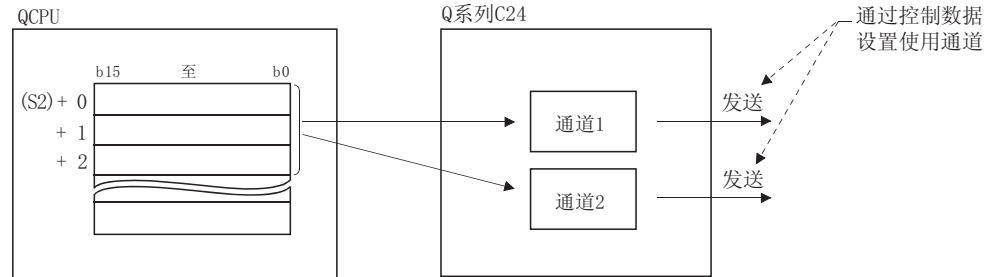 QCPU
Q系列C24
通过控制数据
设置使用通道
b15 至 b0
(S2)+ 0
+ 1
+ 2
通道1
发送
通道2
发送